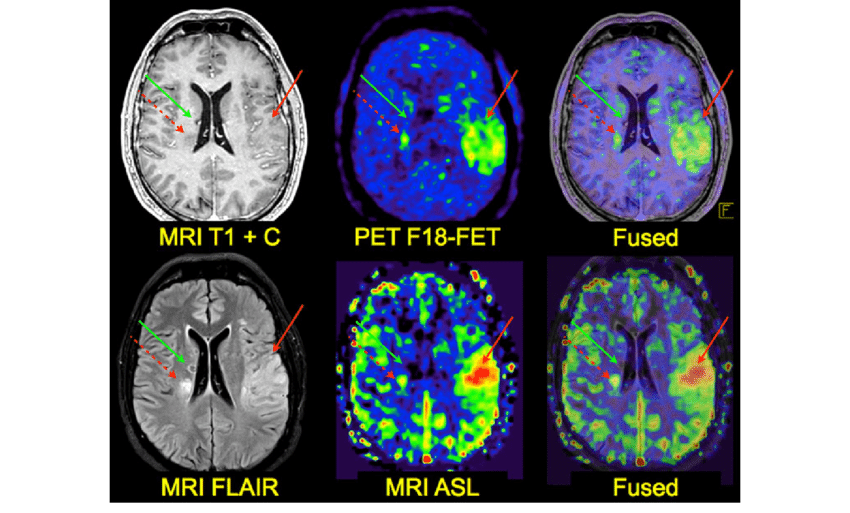 MRI T1 + C
PET F18-FET
Fused
F
MRI FLAIR
MRI ASL
Fused